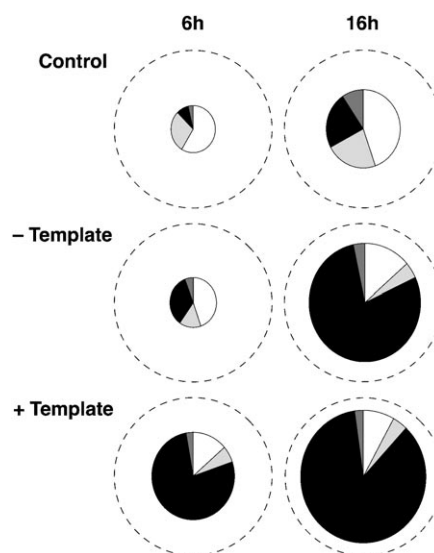 6h 16h
Control
– Template
+ Template